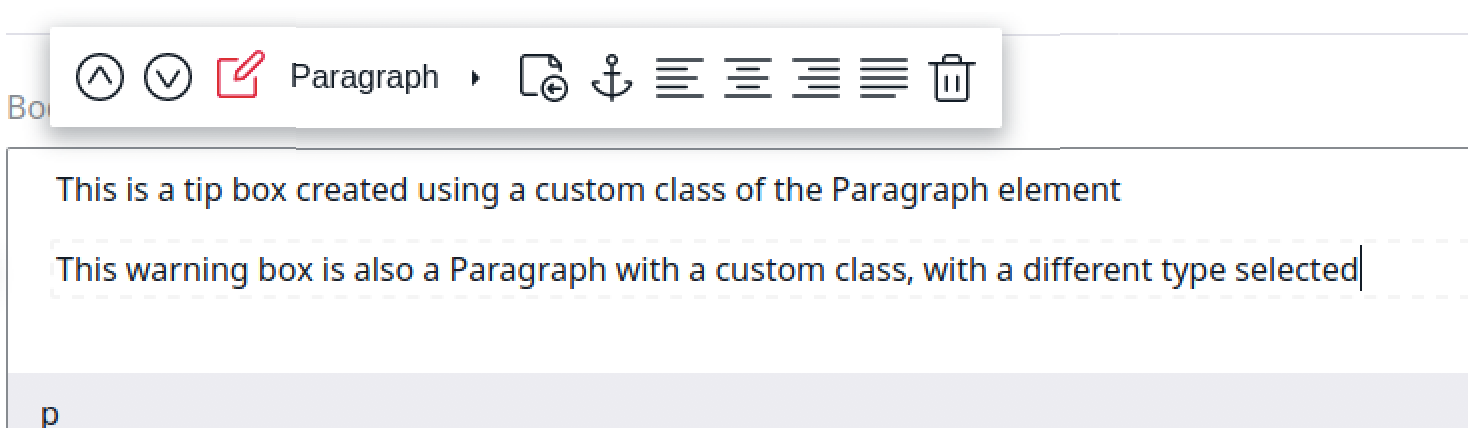 Paragraph
Boo
This is a tip box created using a custom class of the Paragraph element
This warning box is also a Paragraph with a custom class, with a different type selected
p